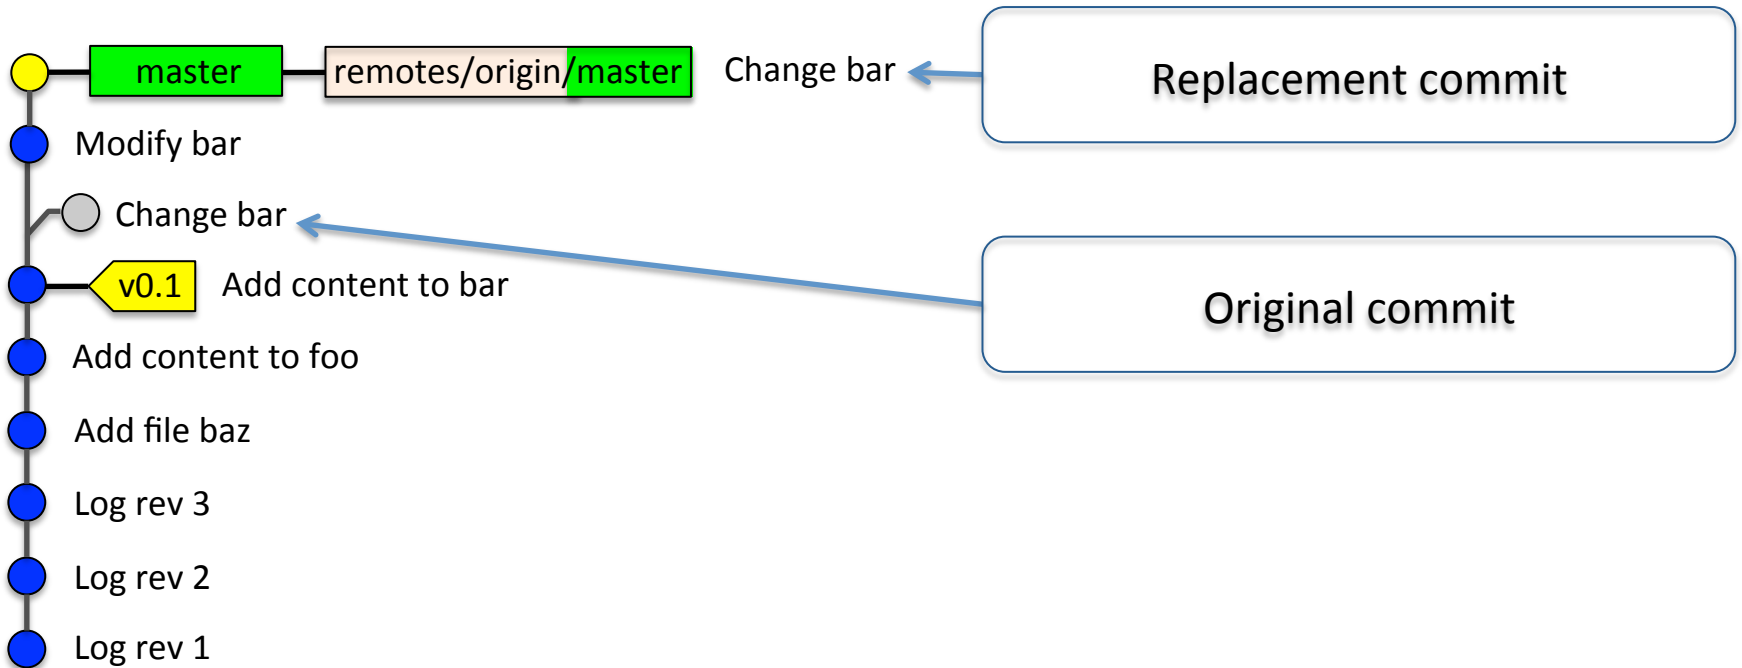 master
remotes/origin/master
Change bar
Replacement commit
Modify bar
Change bar
v0.1
Add content to bar
Original commit
Add content to foo
Add file baz
Log rev 3
Log rev 2
Log rev 1